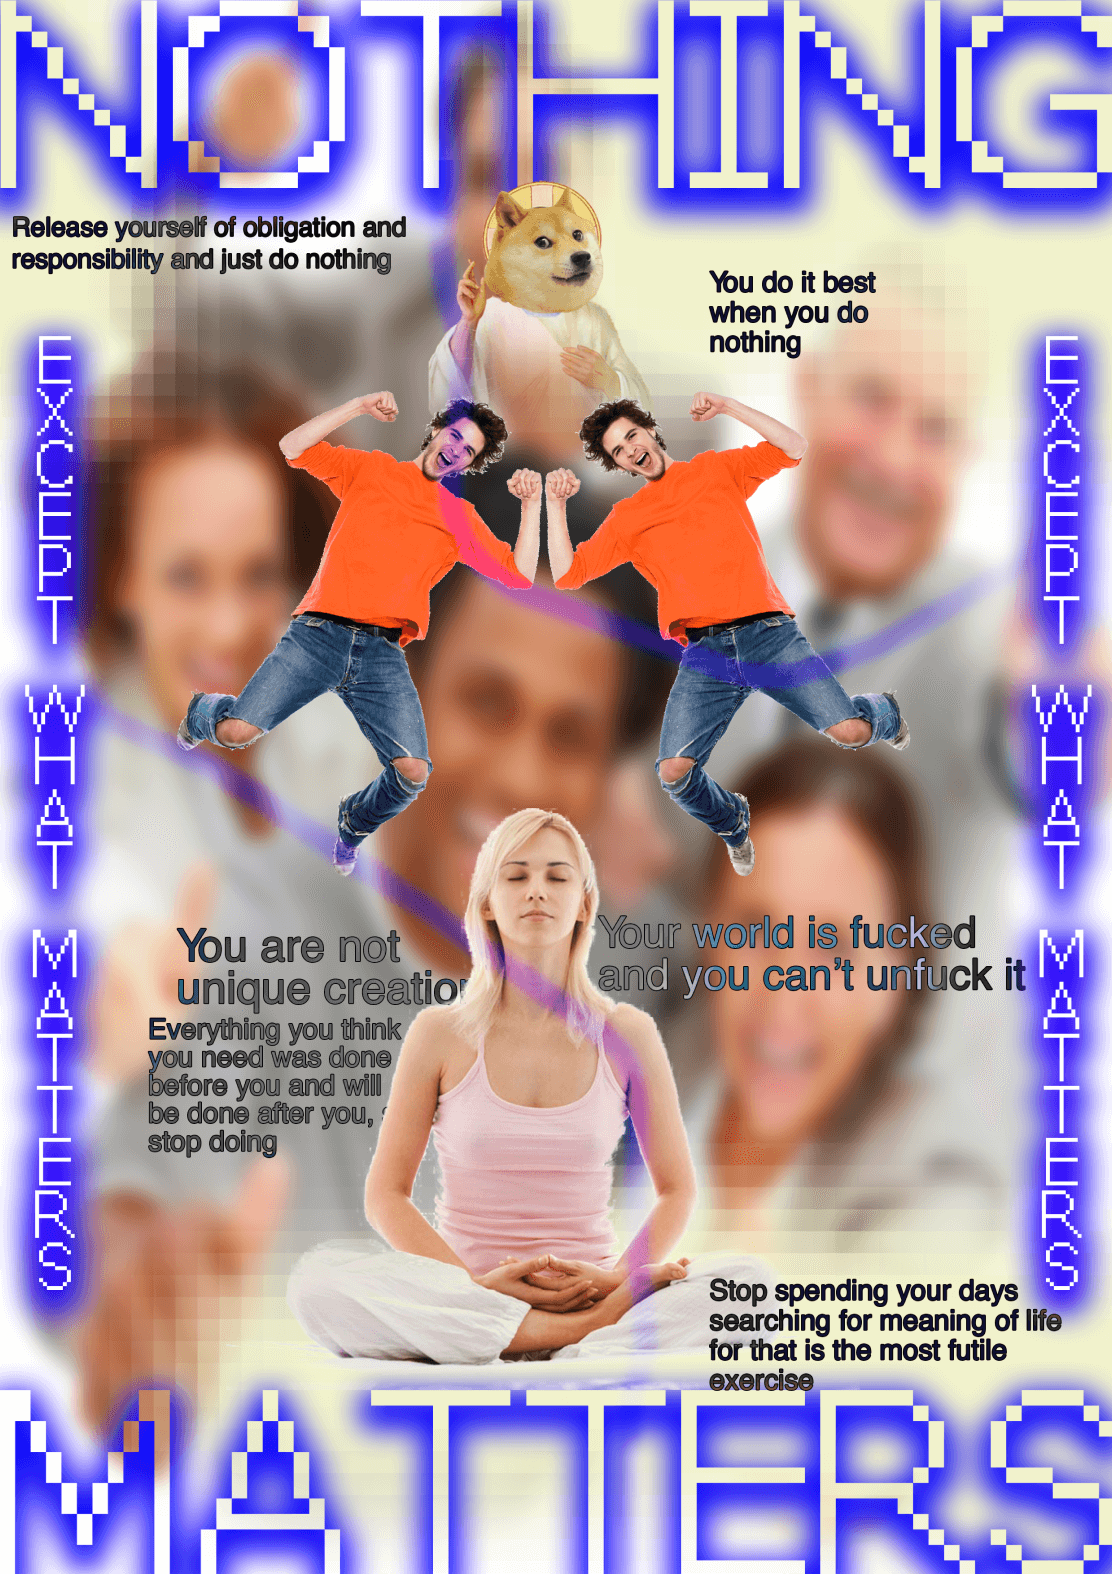 NOTHING
Release yourself of obligation and
responsibility and just do nothing
You do it best
when you do
nothing
EXCEPT WHAT MATTERS
EXCEPT WHAT MATTERS
You are not
unique creation
Everything you think
you need was done
before you and will
be done after you,
stop doing
Your world is fucked
and you can't unfuck it
Stop spending your days
searching for meaning of life
for that is the most futile
exercise
MATTERS